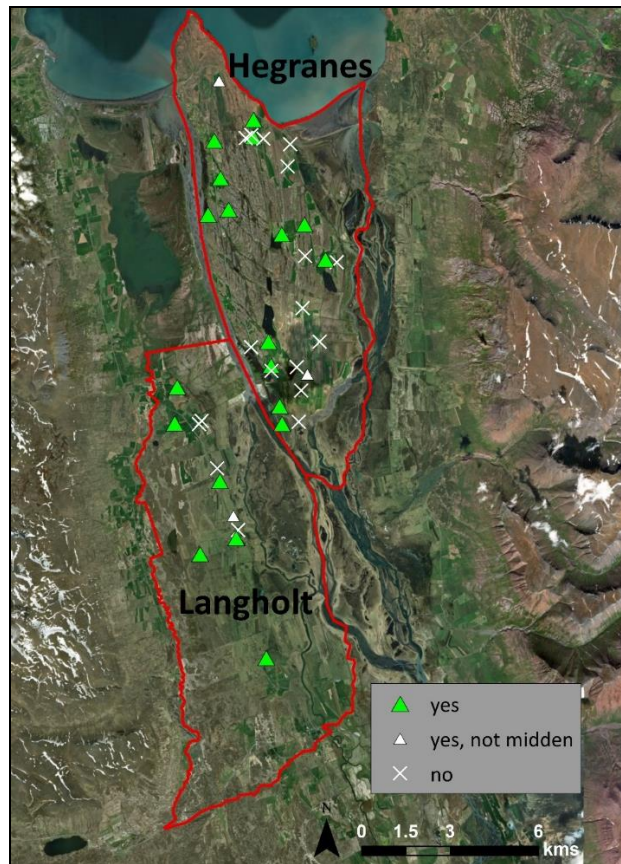 Hegranes
Langholt
yes
yes, not midden
no
N
0 1.5 3 6
kms